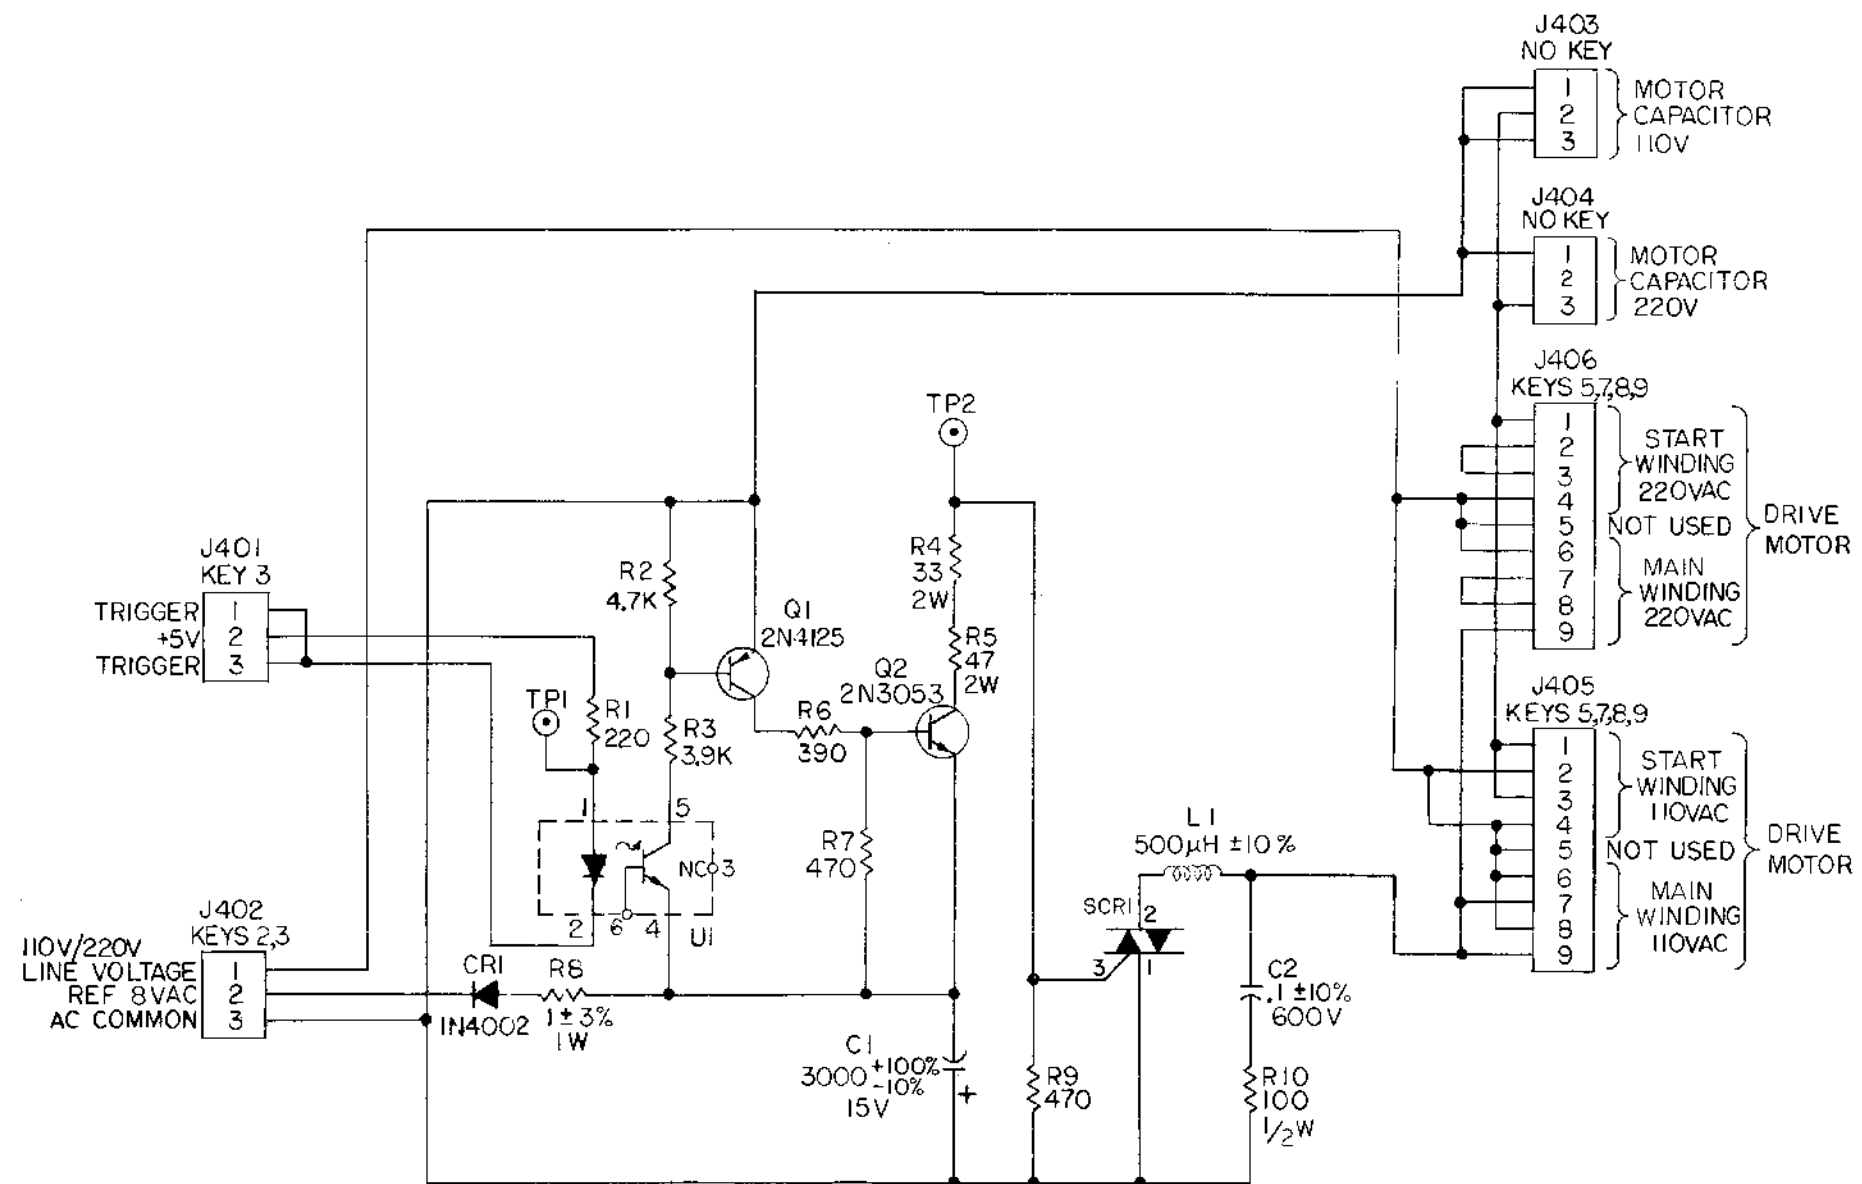 J403
NO KEY
1
2
3
MOTOR
CAPACITOR
110V
J404
NO KEY
1
2
3
MOTOR
CAPACITOR
220V
J406
KEYS 5,7,8,9
1
2
3
4
5
6
7
8
9
START
WINDING
220VAC
NOT USED
MAIN
WINDING
220VAC
DRIVE
MOTOR
J405
KEYS 5,7,8,9
1
2
3
4
5
6
7
8
9
START
WINDING
110VAC
NOT USED
MAIN
WINDING
110VAC
DRIVE
MOTOR
TP2
J401
KEY 3
TRIGGER 1
+5V 2
TRIGGER 3
R2
4.7K
Q1
2N4125
R4
33
2W
R5
47
2W
Q2
2N3053
TP1
R1
220
R3
3.9K
R6
390
R7
470
1
5
NC 3
2
6
4
U1
L1
500µH ±10%
SCR1
2
3
1
J402
KEYS 2,3
110V/220V
LINE VOLTAGE 1
REF 8VAC 2
AC COMMON 3
CR1
1N4002
R8
1±3%
1W
C1
3000 +100%
-10%
15V
+
R9
470
C2
.1 ±10%
600V
R10
100
1/2W